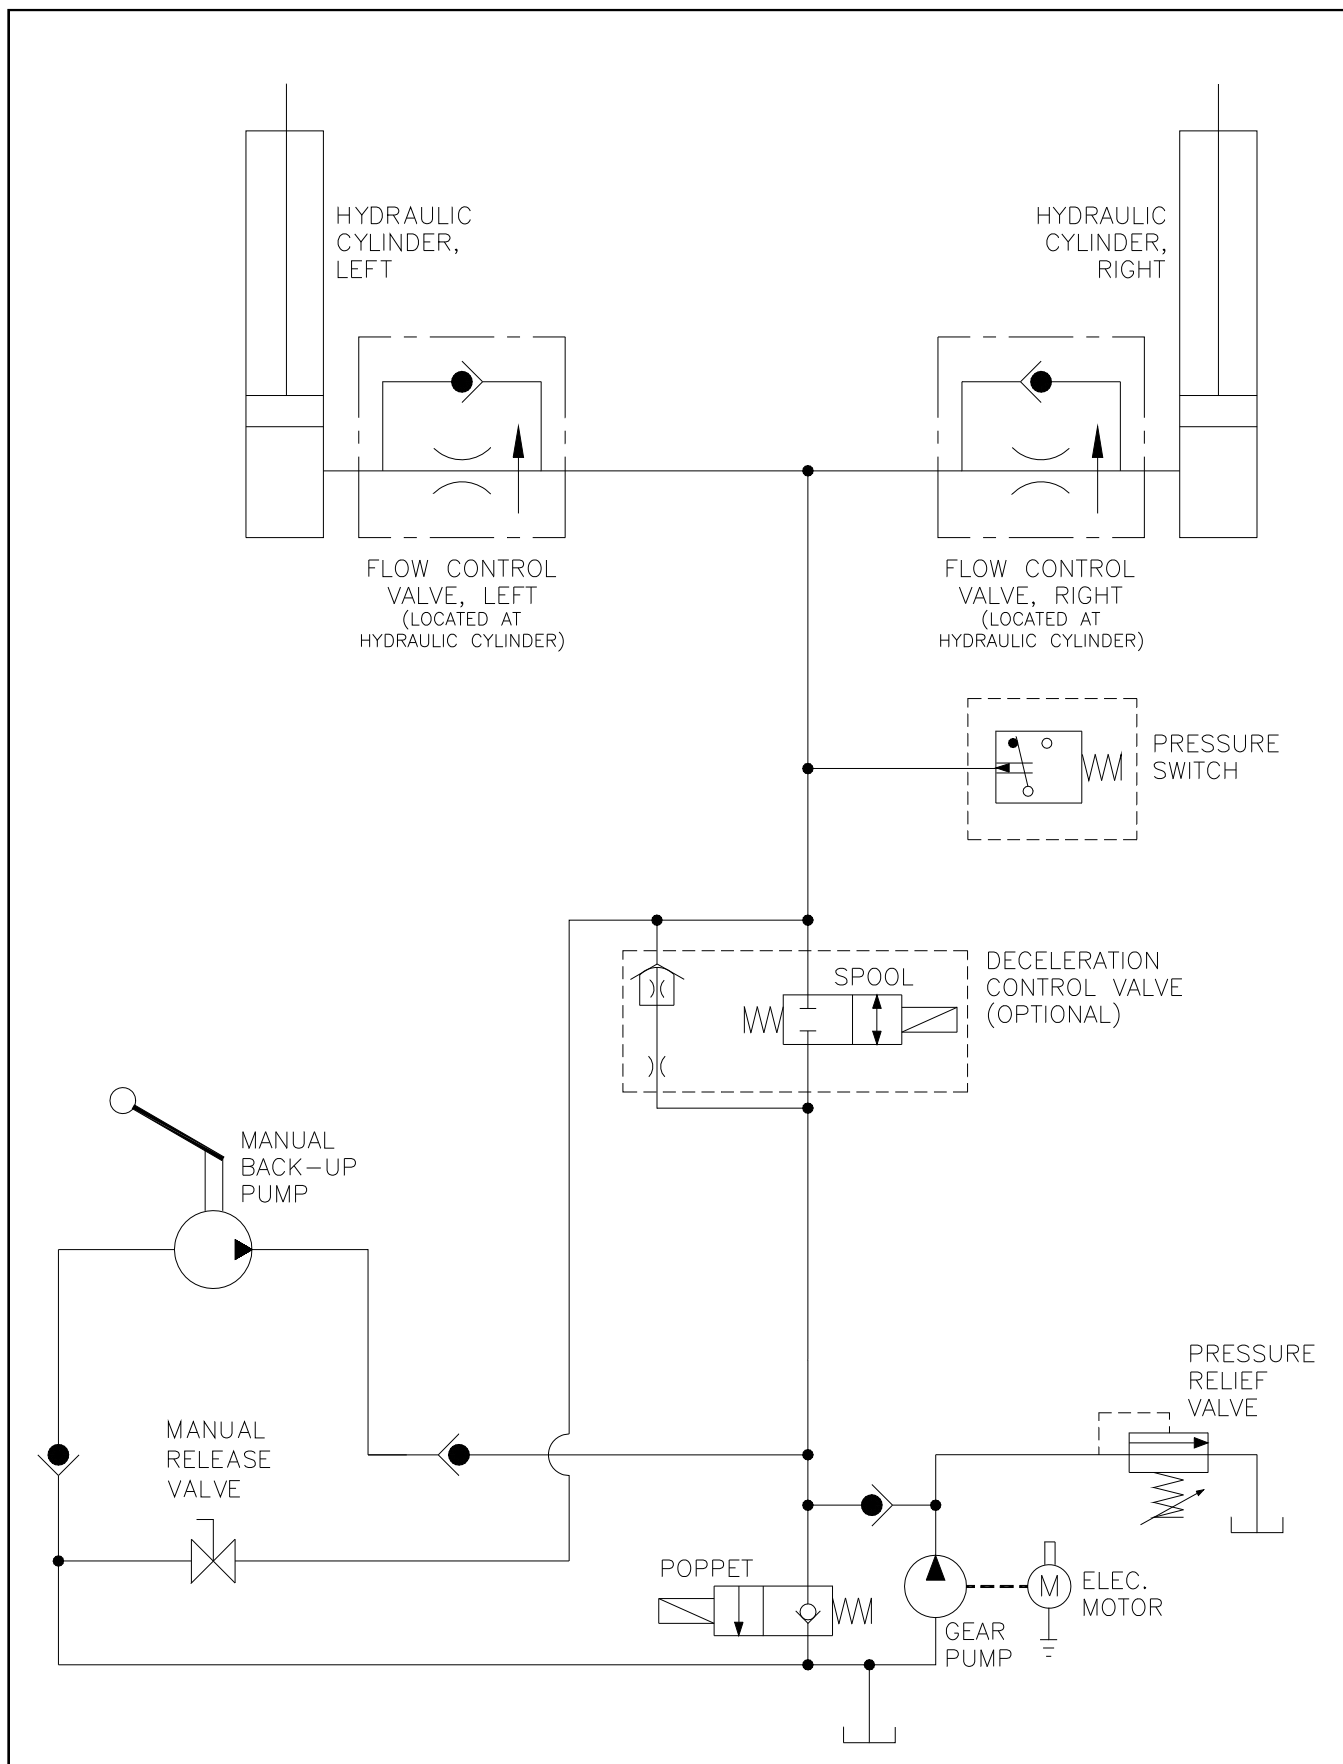 HYDRAULIC
CYLINDER,
LEFT
HYDRAULIC
CYLINDER,
RIGHT
FLOW CONTROL
VALVE, LEFT
(LOCATED AT
HYDRAULIC CYLINDER)
FLOW CONTROL
VALVE, RIGHT
(LOCATED AT
HYDRAULIC CYLINDER)
PRESSURE
SWITCH
SPOOL
DECELERATION
CONTROL VALVE
(OPTIONAL)
MANUAL
BACK-UP
PUMP
PRESSURE
RELIEF
VALVE
MANUAL
RELEASE
VALVE
POPPET
M
ELEC.
MOTOR
GEAR
PUMP